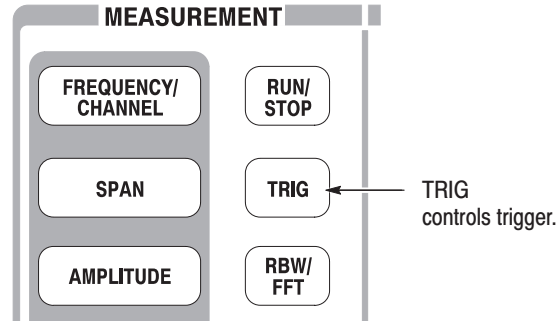 MEASUREMENT
FREQUENCY/
CHANNEL
RUN/
STOP
SPAN
TRIG
TRIG
controls trigger.
AMPLITUDE
RBW/
FFT